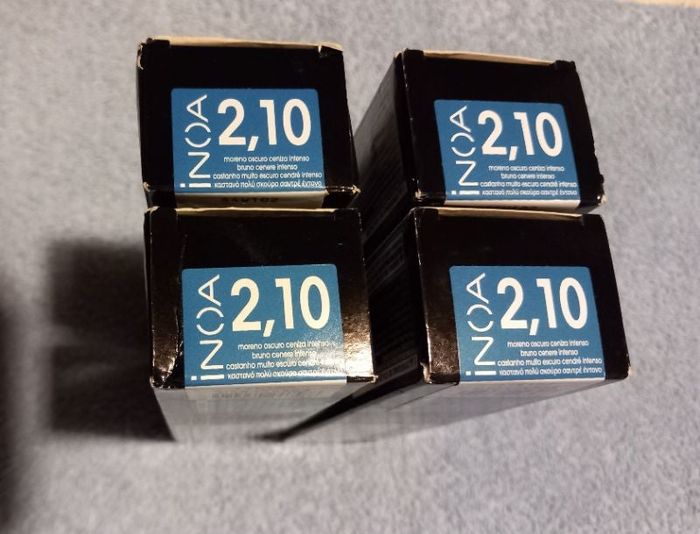 iNOA 2,10
moreno oscuro ceniza intenso
bruno cenere intenso
castanho muito escuro cendré intenso
καστανό πολύ σκούρο σαντρέ έντονο
iNOA 2,10
moreno oscuro ceniza intenso
bruno cenere intenso
castanho muito escuro cendré intenso
καστανό πολύ σκούρο σαντρέ έντονο
iNOA 2,10
moreno oscuro ceniza intenso
bruno cenere intenso
castanho muito escuro cendré intenso
καστανό πολύ σκούρο σαντρέ έντονο
iNOA 2,10
moreno oscuro ceniza intenso
bruno cenere intenso
castanho muito escuro cendré intenso
καστανό πολύ σκούρο σαντρέ έντονο